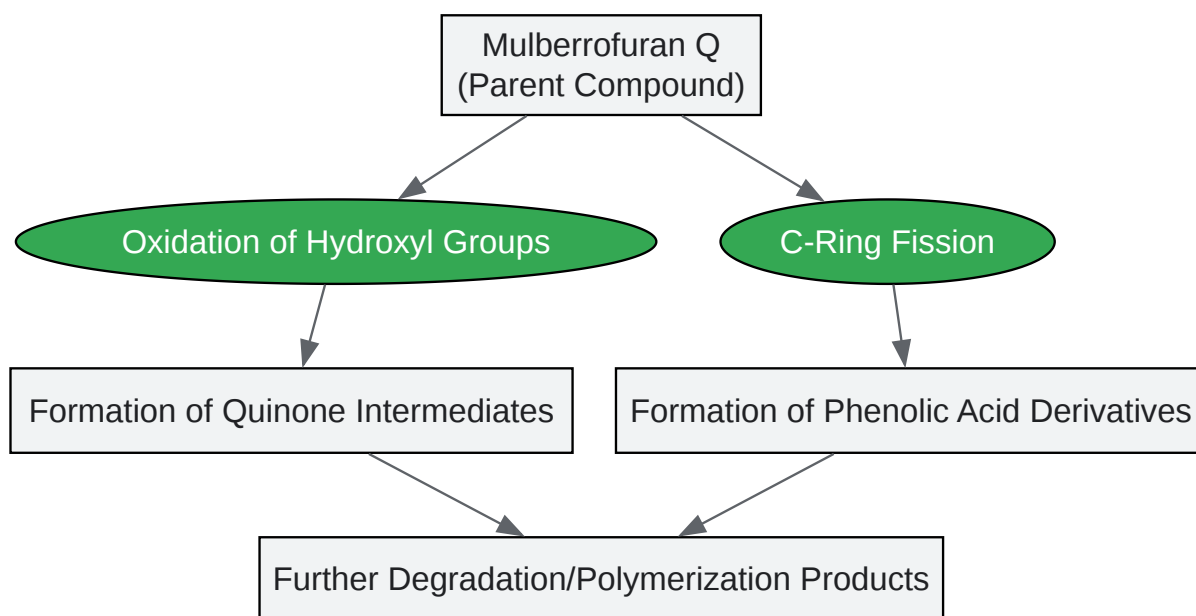 Mulberrofuran Q
(Parent Compound)
Oxidation of Hydroxyl Groups
C-Ring Fission
Formation of Quinone Intermediates
Formation of Phenolic Acid Derivatives
Further Degradation/Polymerization Products